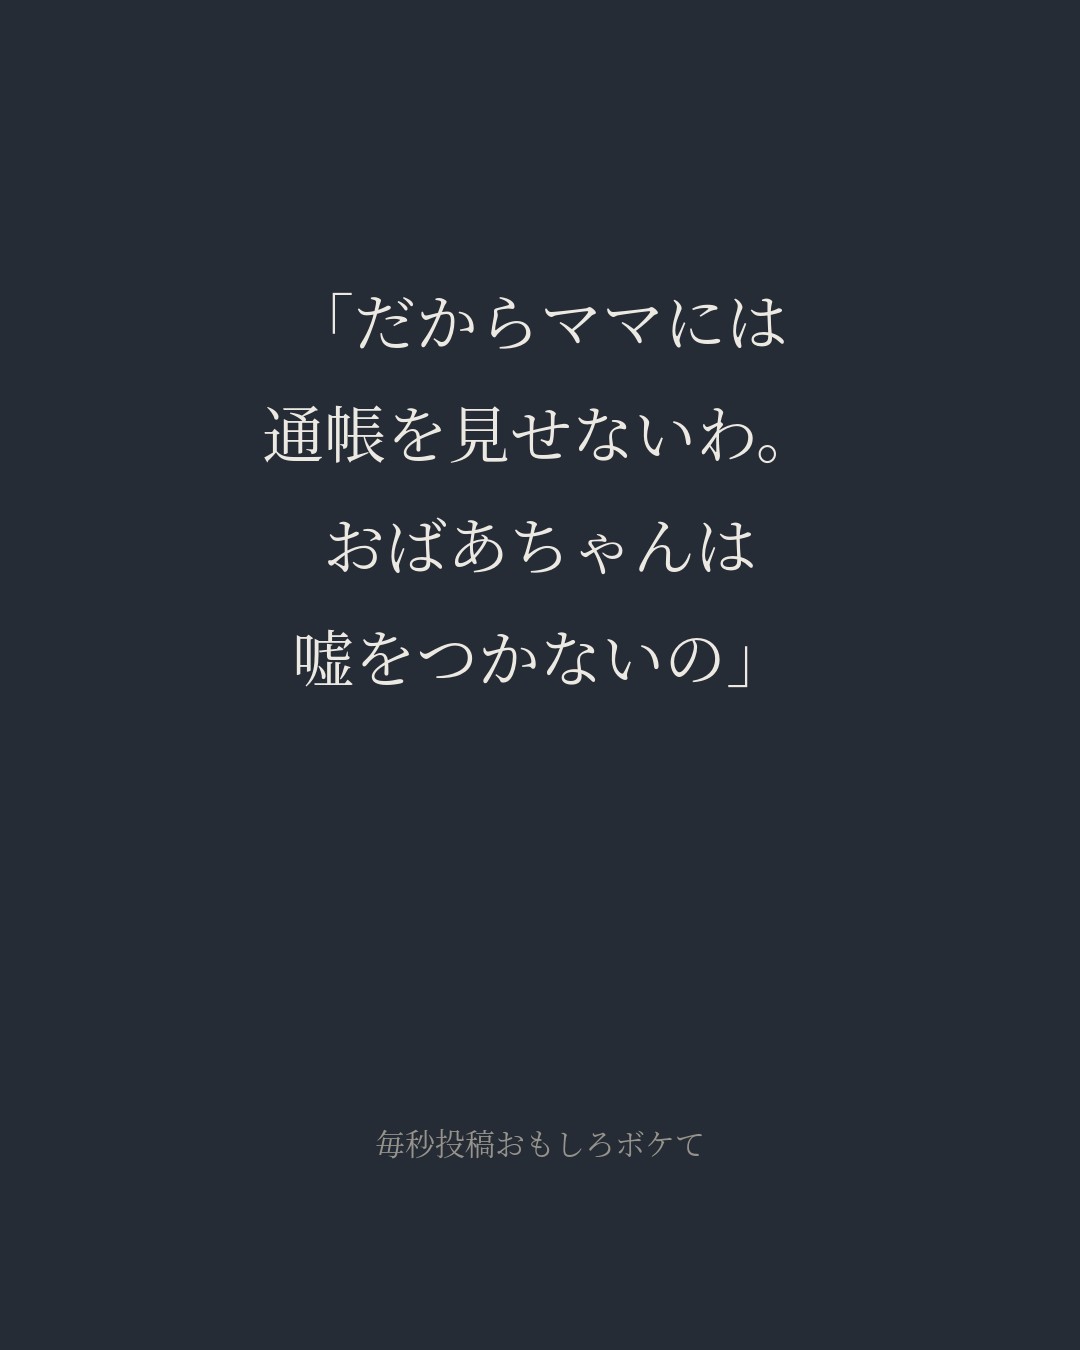 「だからママには
通帳を見せないわ。
おばあちゃんは
嘘をつかないの」
毎秒投稿おもしろボケて